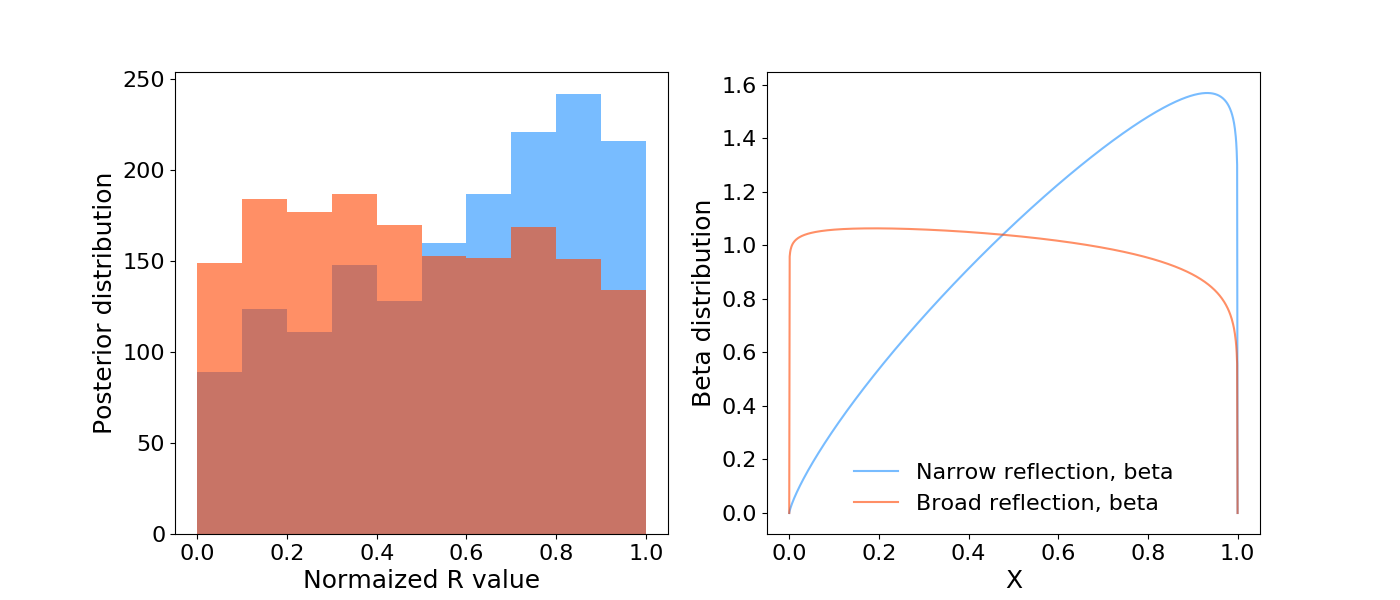 Posterior distribution
250
200
150
100
50
0
0.0 0.2 0.4 0.6 0.8 1.0
Normaized R value
Beta distribution
1.6
1.4
1.2
1.0
0.8
0.6
0.4
0.2
0.0
Narrow reflection, beta
Broad reflection, beta
0.0 0.2 0.4 0.6 0.8 1.0
X